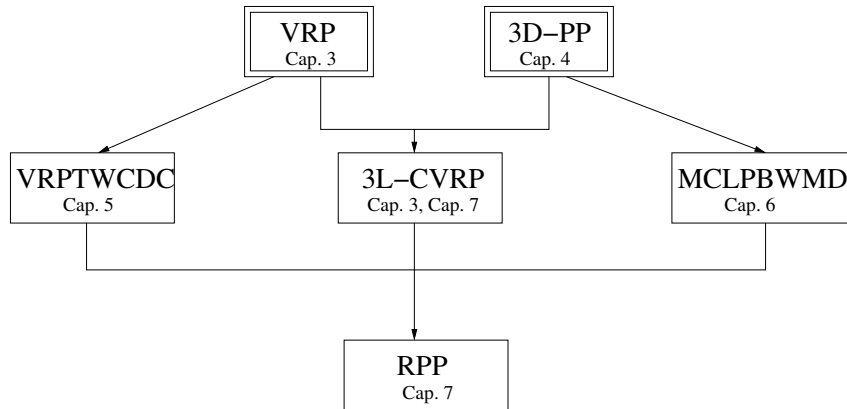 VRP
Cap. 3
3D−PP
Cap. 4
VRPTWCDC
Cap. 5
3L−CVRP
Cap. 3, Cap. 7
MCLPBWMD
Cap. 6
RPP
Cap. 7